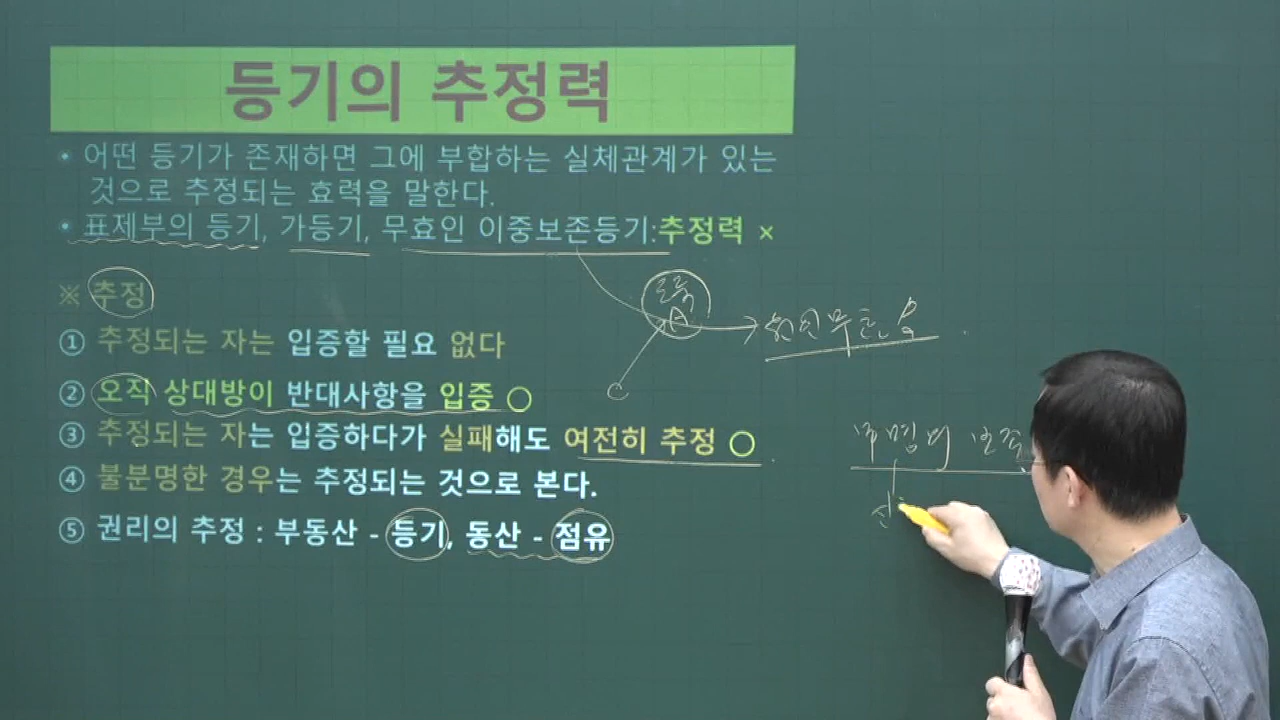 등기의 추정력
• 어떤 등기가 존재하면 그에 부합하는 실체관계가 있는
것으로 추정되는 효력을 말한다.
• 표제부의 등기, 가등기, 무효인 이중보존등기:추정력 ×
※ 추정
① 추정되는 자는 입증할 필요 없다
② 오직 상대방이 반대사항을 입증 ○
③ 추정되는 자는 입증하다가 실패해도 여전히 추정 ○
④ 불분명한 경우는 추정되는 것으로 본다.
⑤ 권리의 추정 : 부동산 - 등기, 동산 - 점유